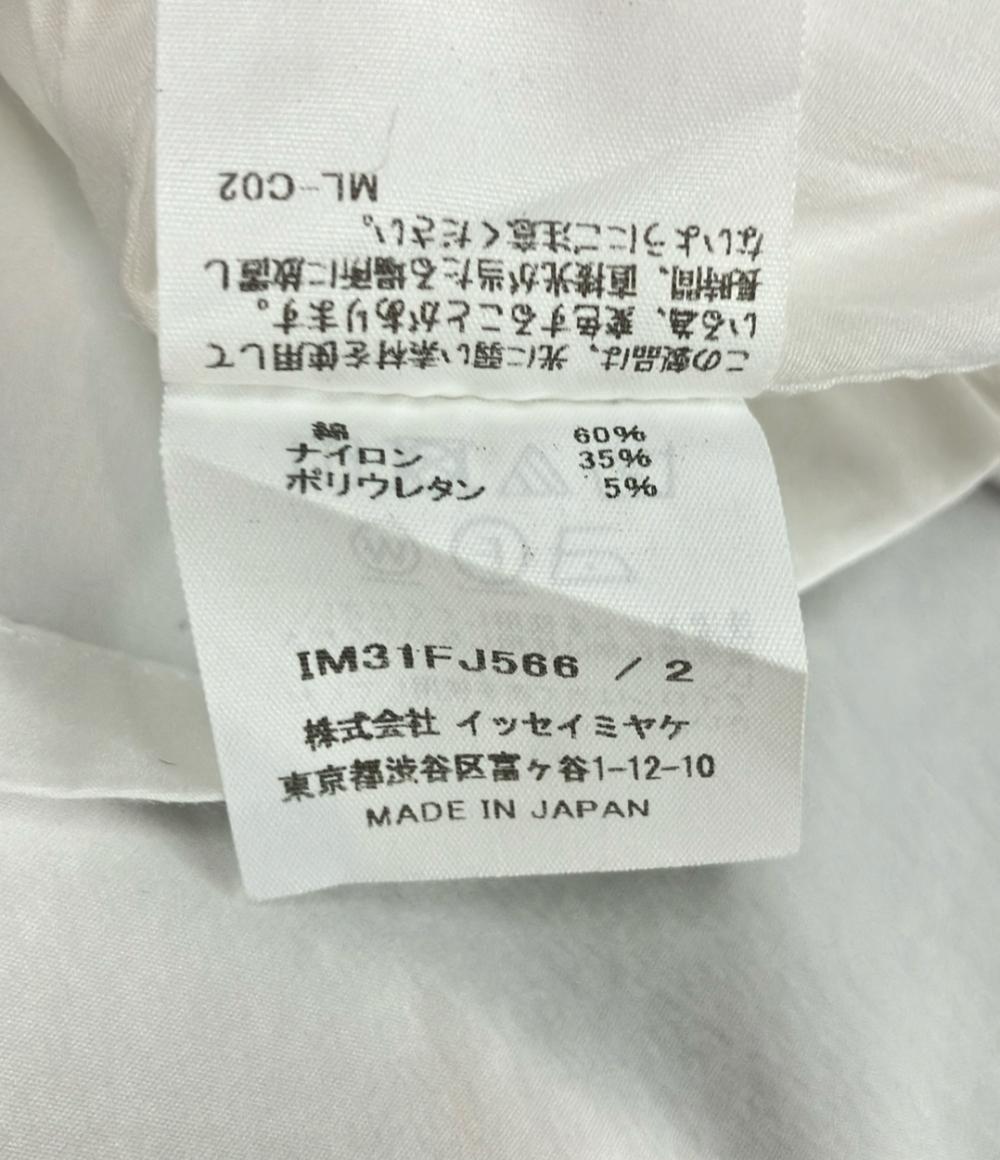 この製品は、光に弱い素材を使用して
いる為、変色することがあります。
長時間、直接光が当たる場所に放置し
ないようにご注意ください。
ML-C02
綿 60%
ナイロン 35%
ポリウレタン 5%
IM31FJ566 / 2
株式会社 イッセイミヤケ
東京都渋谷区富ヶ谷1-12-10
MADE IN JAPAN